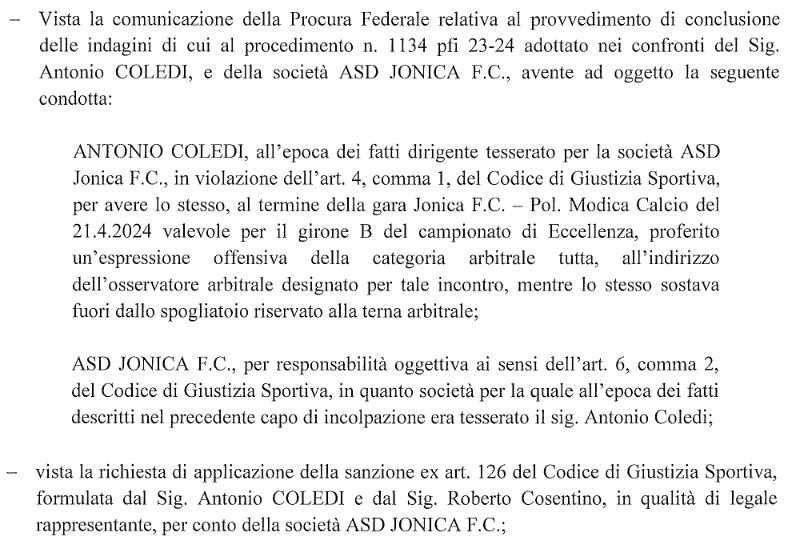 – Vista la comunicazione della Procura Federale relativa al provvedimento di conclusione
delle indagini di cui al procedimento n. 1134 pfi 23-24 adottato nei confronti del Sig.
Antonio COLEDI, e della società ASD JONICA F.C., avente ad oggetto la seguente
condotta:
ANTONIO COLEDI, all’epoca dei fatti dirigente tesserato per la società ASD
Jonica F.C., in violazione dell’art. 4, comma 1, del Codice di Giustizia Sportiva,
per avere lo stesso, al termine della gara Jonica F.C. – Pol. Modica Calcio del
21.4.2024 valevole per il girone B del campionato di Eccellenza, proferito
un’espressione offensiva della categoria arbitrale tutta, all’indirizzo
dell’osservatore arbitrale designato per tale incontro, mentre lo stesso sostava
fuori dallo spogliatoio riservato alla terna arbitrale;
ASD JONICA F.C., per responsabilità oggettiva ai sensi dell’art. 6, comma 2,
del Codice di Giustizia Sportiva, in quanto società per la quale all’epoca dei fatti
descritti nel precedente capo di incolpazione era tesserato il sig. Antonio Coledi;
– vista la richiesta di applicazione della sanzione ex art. 126 del Codice di Giustizia Sportiva,
formulata dal Sig. Antonio COLEDI e dal Sig. Roberto Cosentino, in qualità di legale
rappresentante, per conto della società ASD JONICA F.C.;